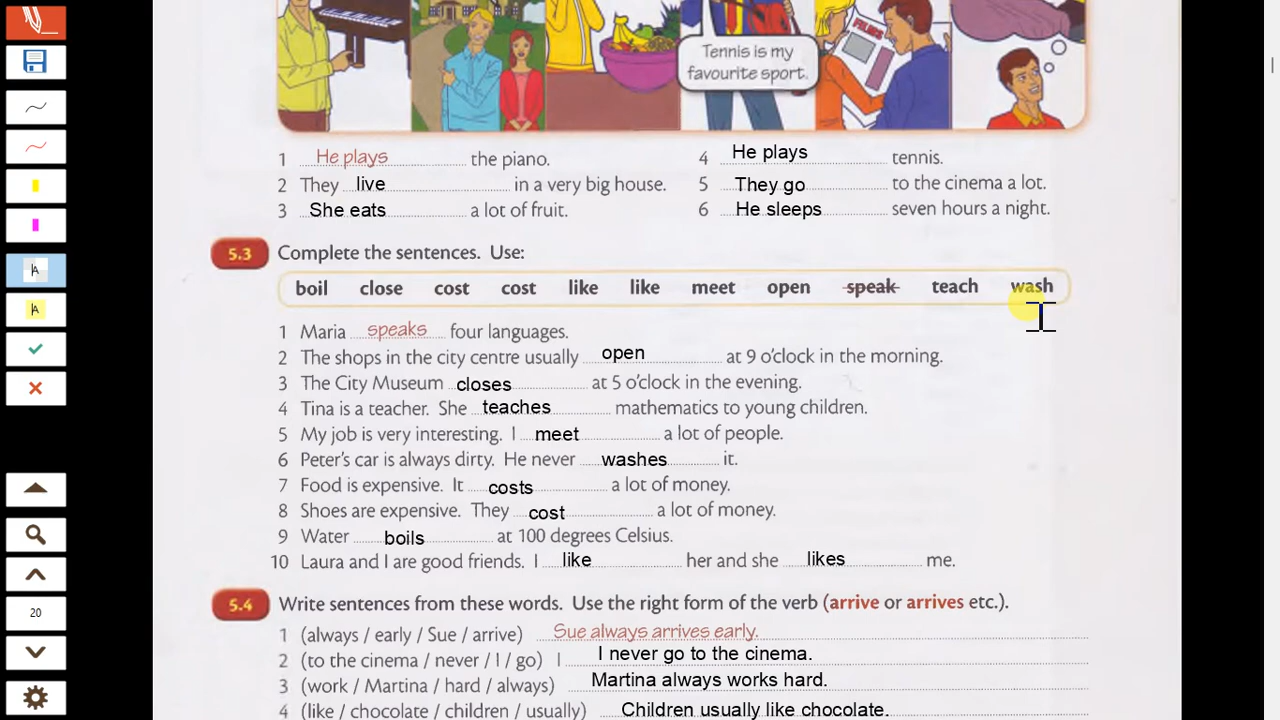 FILMS
Tennis is my
favourite sport.
1 He plays the piano.
2 They live in a very big house.
3 She eats a lot of fruit.
4 He plays tennis.
5 They go to the cinema a lot.
6 He sleeps seven hours a night.
5.3 Complete the sentences. Use:
boil close cost cost like like meet open speak teach wash
1 Maria speaks four languages.
2 The shops in the city centre usually open at 9 o'clock in the morning.
3 The City Museum closes at 5 o'clock in the evening.
4 Tina is a teacher. She teaches mathematics to young children.
5 My job is very interesting. I meet a lot of people.
6 Peter's car is always dirty. He never washes it.
7 Food is expensive. It costs a lot of money.
8 Shoes are expensive. They cost a lot of money.
9 Water boils at 100 degrees Celsius.
10 Laura and I are good friends. I like her and she likes me.
5.4 Write sentences from these words. Use the right form of the verb (arrive or arrives etc.).
1 (always / early / Sue / arrive) Sue always arrives early.
2 (to the cinema / never / I / go) I I never go to the cinema.
3 (work / Martina / hard / always) Martina always works hard.
4 (like / chocolate / children / usually) Children usually like chocolate.
A
A
20